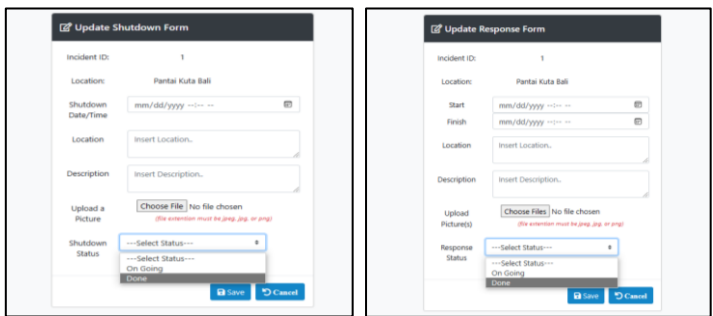 Update Shutdown Form
Incident ID: 1
Location: Pantai Kuta Bali
Shutdown Date/Time mm/dd/yyyy --:-- --
Location Insert Location..
Description Insert Description..
Upload a Picture Choose File No file chosen
(file extention must be jpeg, jpg, or png)
Shutdown Status ---Select Status---
---Select Status---
On Going
Done
Save Cancel
Update Response Form
Incident ID: 1
Location: Pantai Kuta Bali
Start mm/dd/yyyy --:-- --
Finish mm/dd/yyyy --:-- --
Location Insert Location..
Description Insert Description..
Upload Picture(s) Choose Files No file chosen
(file extention must be jpeg, jpg, or png)
Response Status ---Select Status---
---Select Status---
On Going
Done
Save Cancel